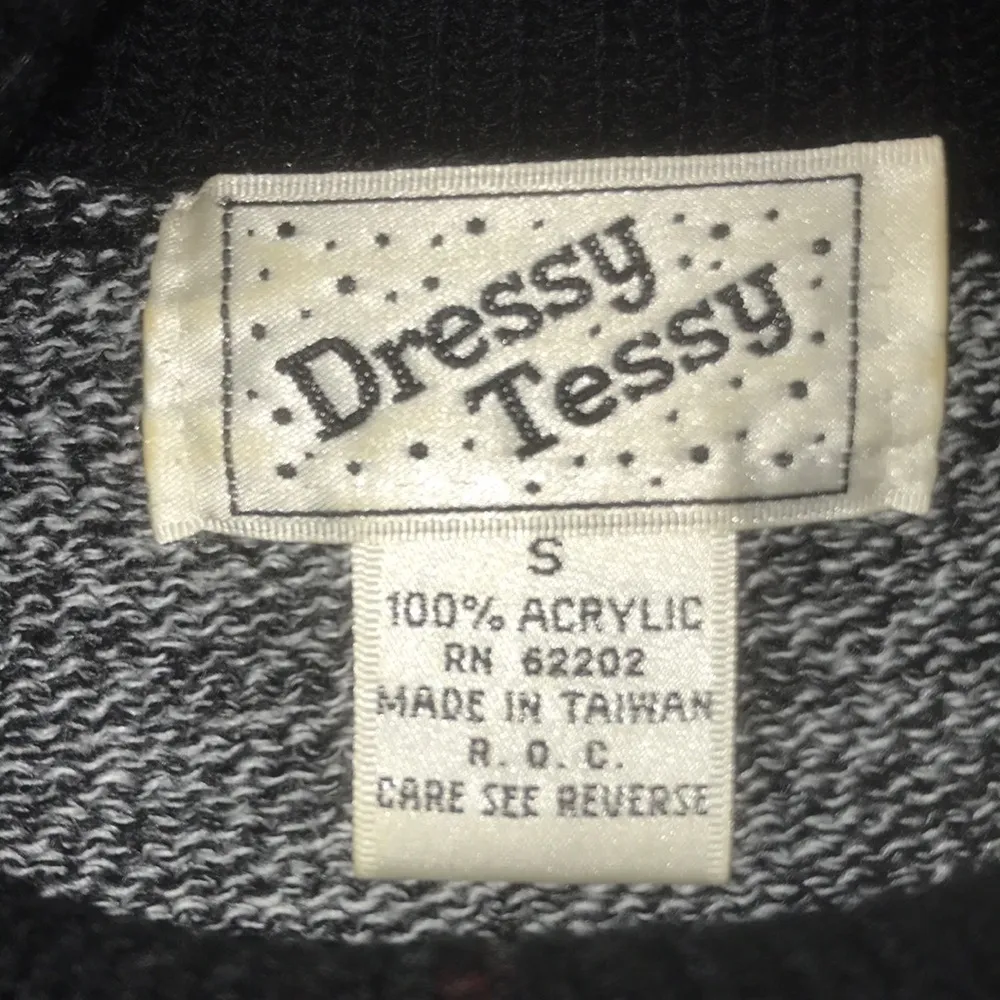 Dressy
Tessy
S
100% ACRYLIC
RN 62202
MADE IN TAIWAN
R. O. C.
CARE SEE REVERSE